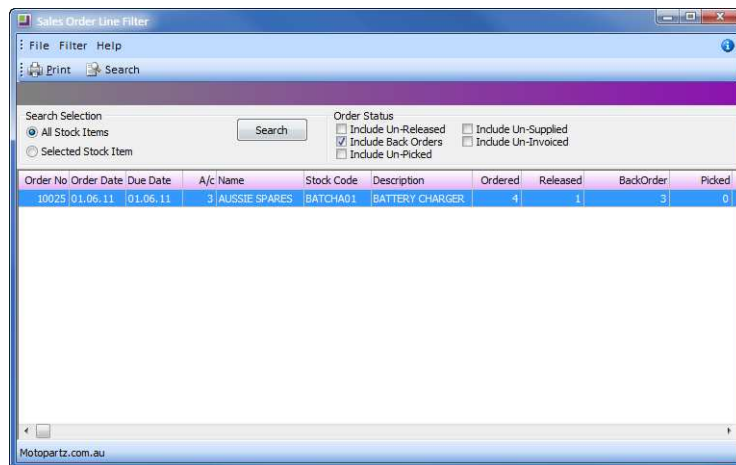 Sales Order Line Filter
File Filter Help
Print Search
Search Selection
All Stock Items
Selected Stock Item
Search
Order Status
Include Un-Released
Include Back Orders
Include Un-Picked
Include Un-Supplied
Include Un-Invoiced
Order No Order Date Due Date A/c Name Stock Code Description Ordered Released BackOrder Picked
10025 01.06.11 01.06.11 3 AUSSIE SPARES BATCHA01 BATTERY CHARGER 4 1 3 0
Motopartz.com.au